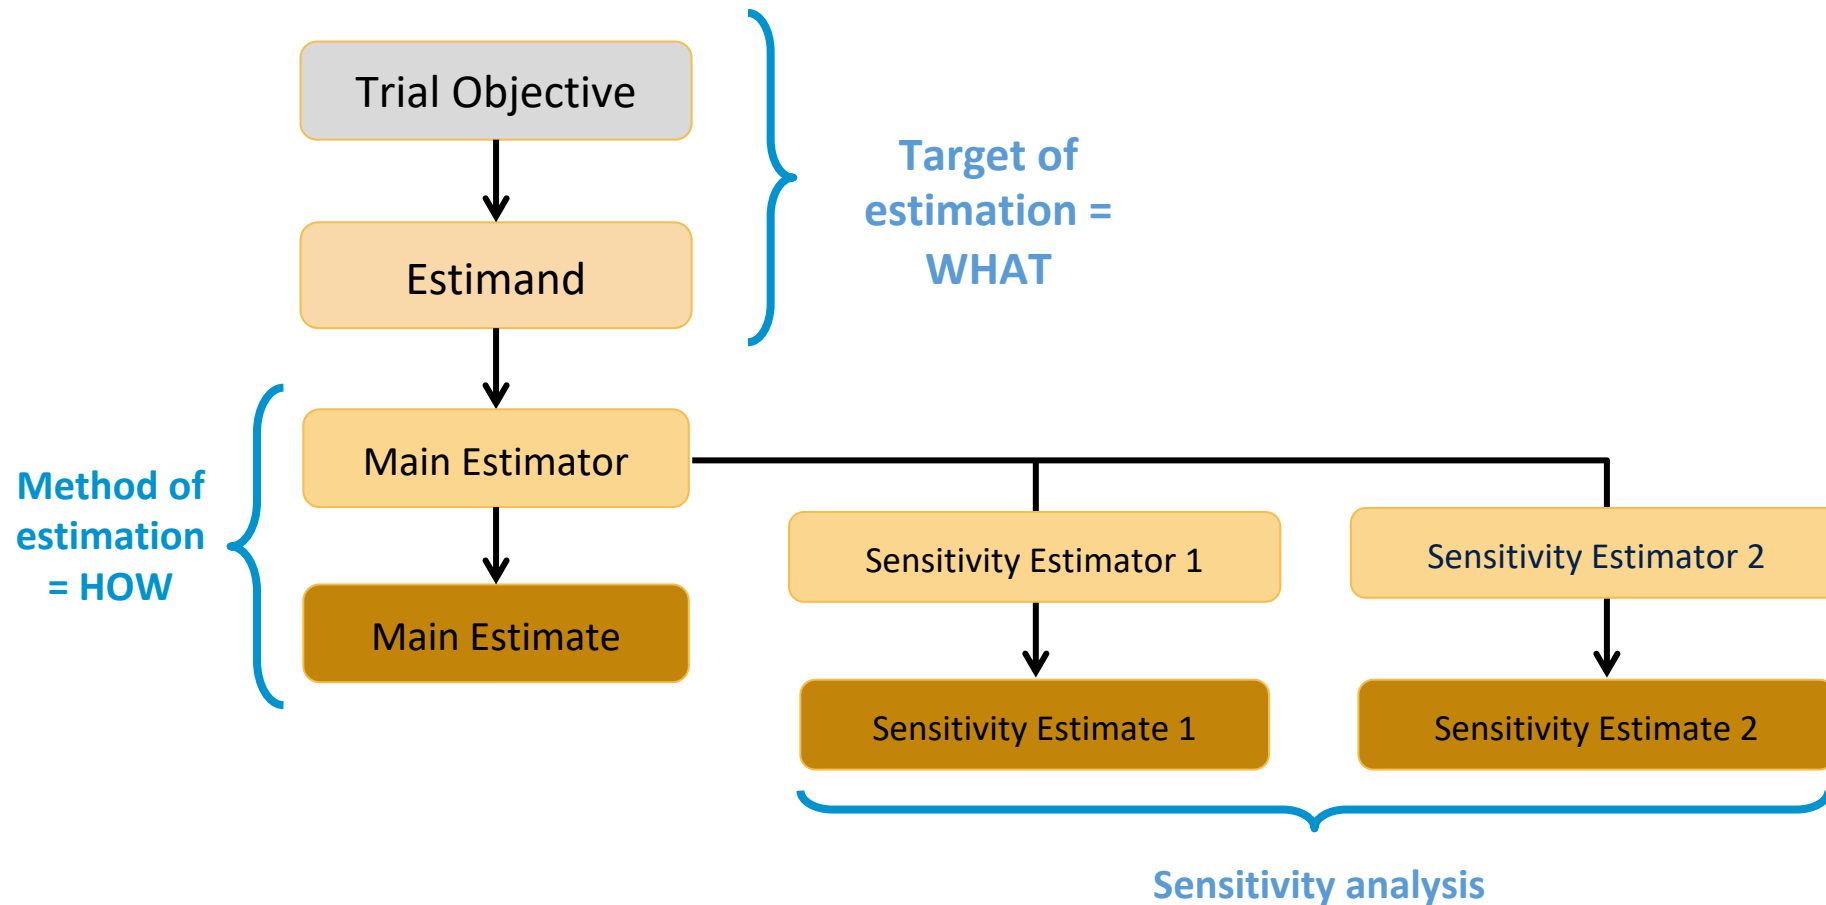 Trial Objective
Target of
estimation =
WHAT
Estimand
Main Estimator
Method of
estimation
= HOW
Sensitivity Estimator 1
Sensitivity Estimator 2
Main Estimate
Sensitivity Estimate 1
Sensitivity Estimate 2
Sensitivity analysis